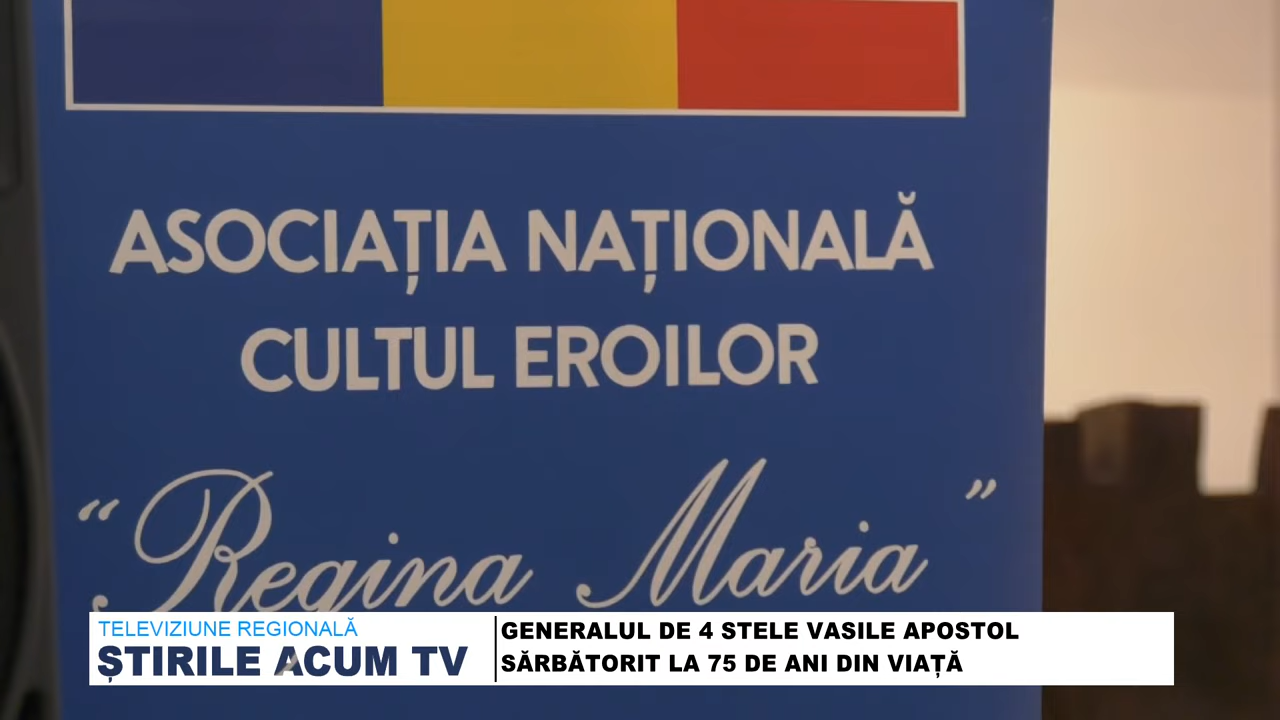 ASOCIAȚIA NAȚIONALĂ
CULTUL EROILOR
“Regina Maria”
TELEVIZIUNE REGIONALĂ
ȘTIRILE ACUM TV
GENERALUL DE 4 STELE VASILE APOSTOL
SĂRBĂTORIT LA 75 DE ANI DIN VIAȚĂ